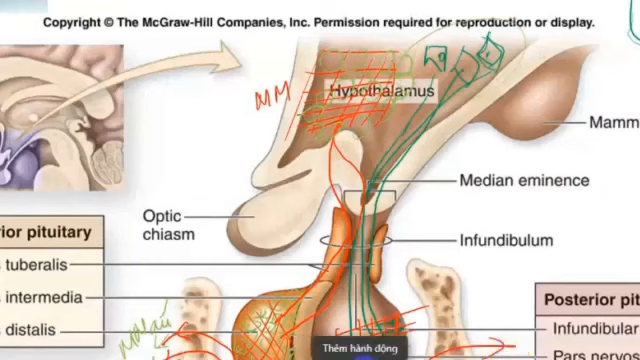 Copyright © The McGraw-Hill Companies, Inc. Permission required for reproduction or display.
MM
Hypothalamus
Mamm
Median eminence
Optic
chiasm
Infundibulum
rior pituitary
s tuberalis
s intermedia
s distalis
Posterior pit
Infundibular
Pars nervos
Thêm hành động